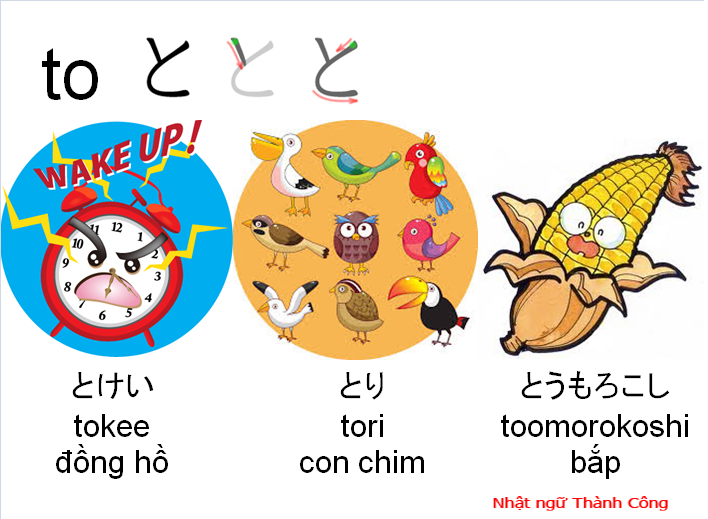 to と と と
WAKE UP!
12
1
2
3
4
5
6
7
8
9
10
11
とけい
tokee
đồng hồ
とり
tori
con chim
とうもろこし
toomorokoshi
bắp
Nhật ngữ Thành Công